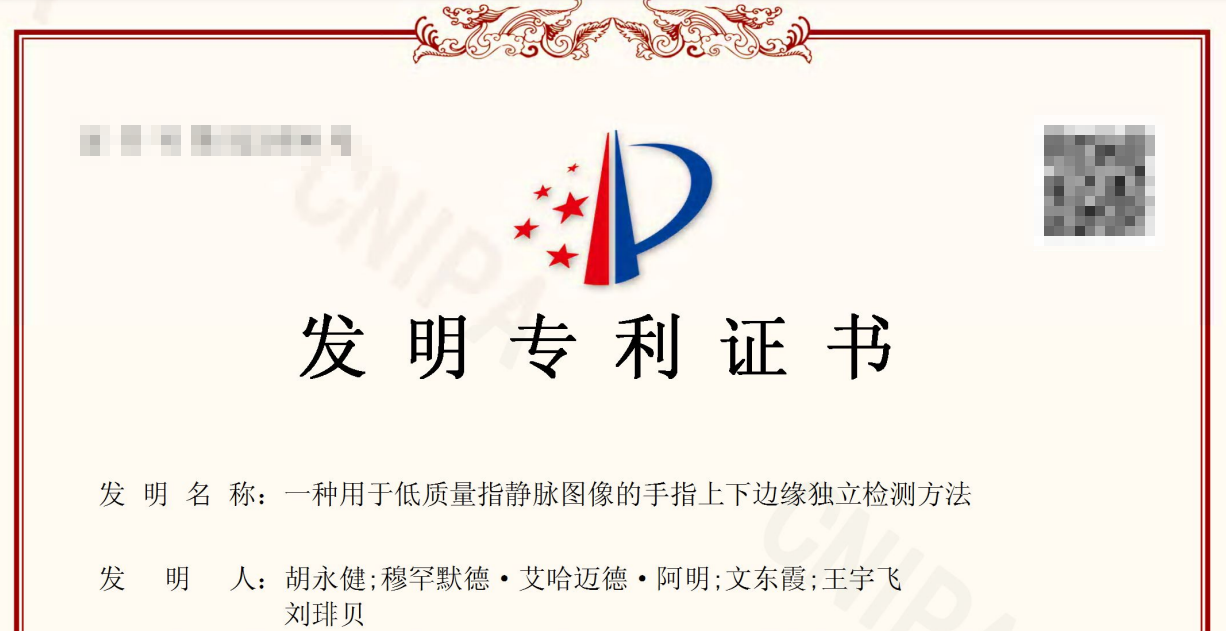 发明专利证书
发明名称：一种用于低质量指静脉图像的手指上下边缘独立检测方法
发明人：胡永健;穆罕默德·艾哈迈德·阿明;文东霞;王宇飞
刘琲贝
CNIPA
CNIPA